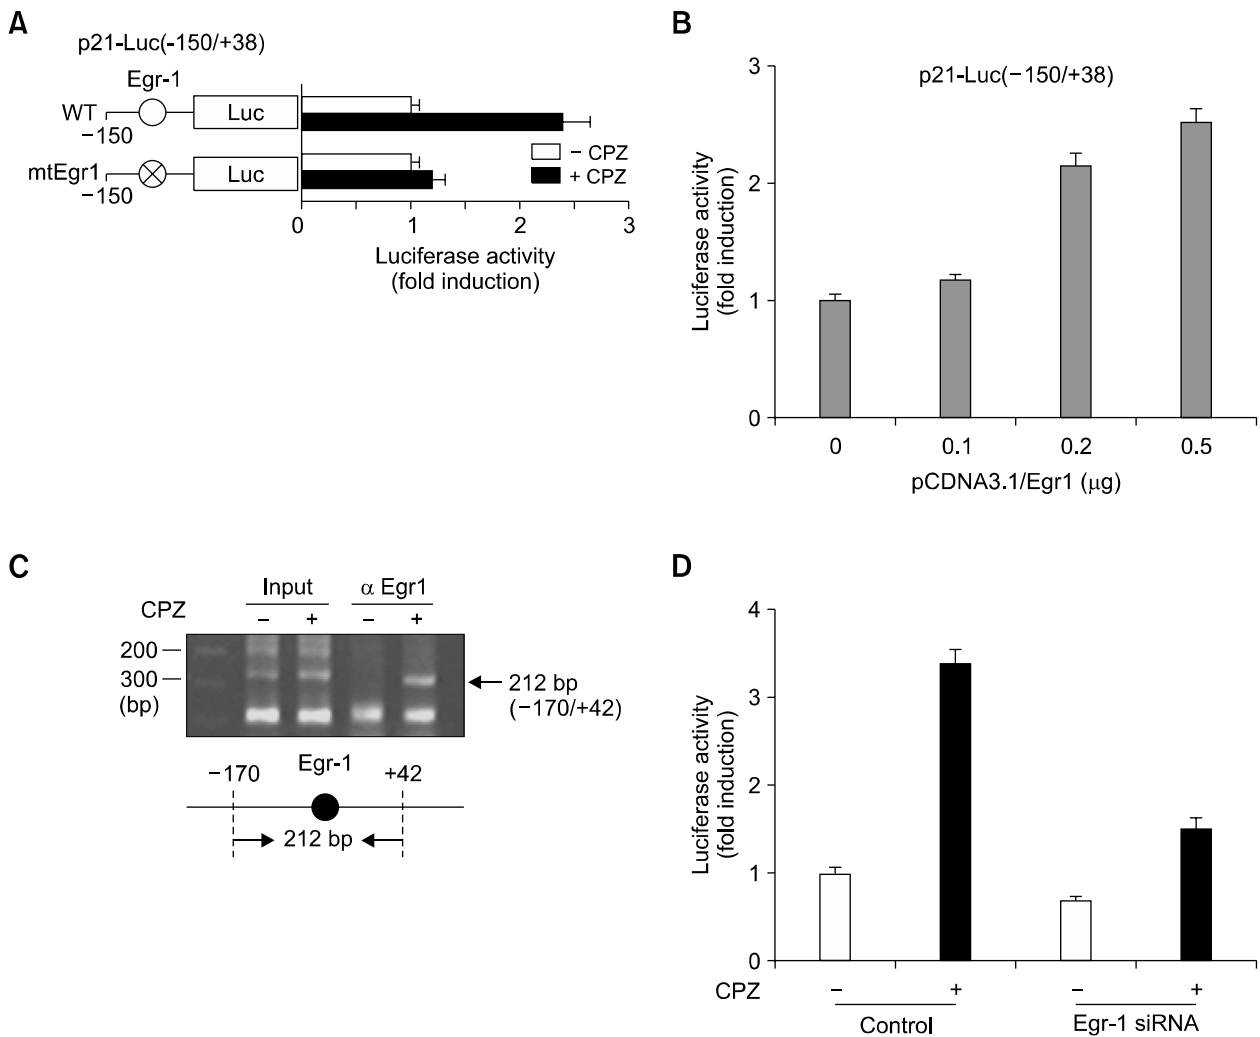 A
p21-Luc(-150/+38)
Egr-1
WT
Luc
−150
mtEgr1
Luc
−150
− CPZ
+ CPZ
0 1 2 3
Luciferase activity
(fold induction)
B
p21-Luc(−150/+38)
Luciferase activity
(fold induction)
3
2
1
0
0 0.1 0.2 0.5
pCDNA3.1/Egr1 (μg)
C
Input α Egr1
CPZ − + − +
200
300
(bp)
212 bp
(−170/+42)
Egr-1
−170 +42
212 bp
D
Luciferase activity
(fold induction)
4
3
2
1
0
CPZ − + − +
Control Egr-1 siRNA